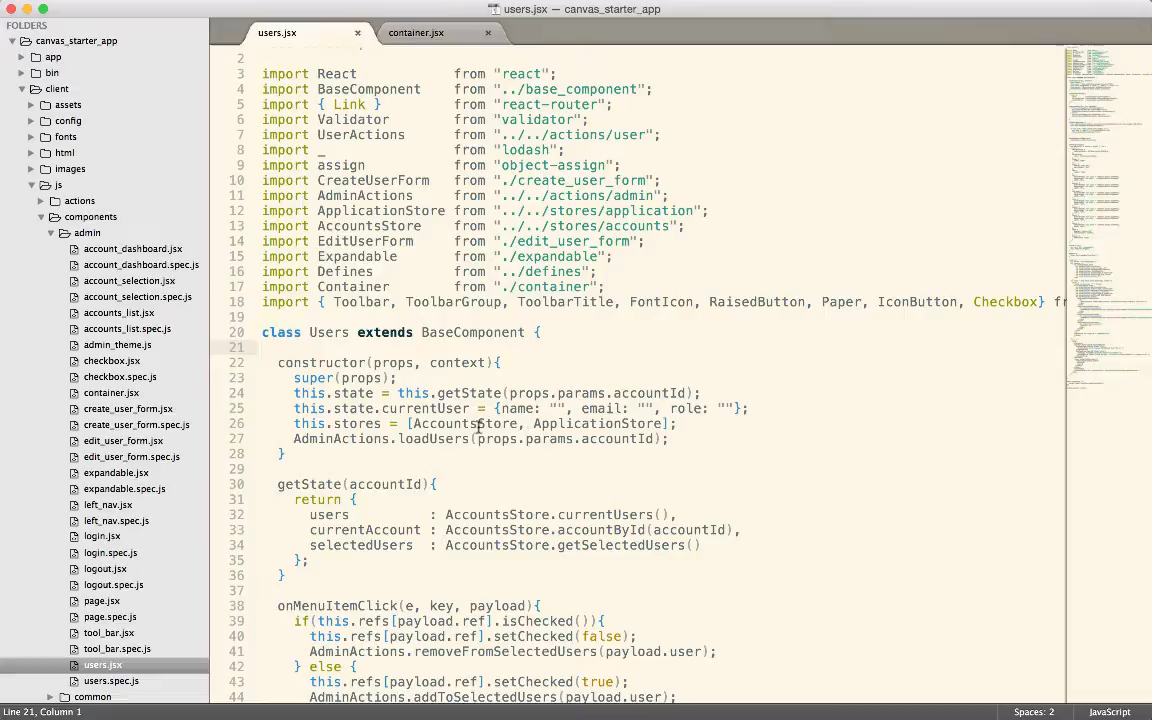 users.jsx — canvas_starter_app
FOLDERS
canvas_starter_app
app
bin
client
assets
config
fonts
html
images
js
actions
components
admin
account_dashboard.jsx
account_dashboard.spec.js
account_selection.jsx
account_selection.spec.js
accounts_list.jsx
accounts_list.spec.js
admin_theme.js
checkbox.jsx
checkbox.spec.js
container.jsx
create_user_form.jsx
create_user_form.spec.js
edit_user_form.jsx
edit_user_form.spec.js
expandable.jsx
expandable.spec.js
left_nav.jsx
left_nav.spec.js
login.jsx
login.spec.js
logout.jsx
logout.spec.js
page.jsx
page.spec.js
tool_bar.jsx
tool_bar.spec.js
users.jsx
users.spec.js
common
users.jsx × container.jsx ×
2
3 import React from "react";
4 import BaseComponent from "../base_component";
5 import { Link } from "react-router";
6 import Validator from "validator";
7 import UserActions from "../../actions/user";
8 import _ from "lodash";
9 import assign from "object-assign";
10 import CreateUserForm from "./create_user_form";
11 import AdminActions from "../../actions/admin";
12 import ApplicationStore from "../../stores/application";
13 import AccountsStore from "../../stores/accounts";
14 import EditUserForm from "./edit_user_form";
15 import Expandable from "./expandable";
16 import Defines from "../defines";
17 import Container from "./container";
18 import { Toolbar, ToolbarGroup, ToolbarTitle, FontIcon, RaisedButton, Paper, IconButton, Checkbox} fr
19
20 class Users extends BaseComponent {
21
22 constructor(props, context){
23 super(props);
24 this.state = this.getState(props.params.accountId);
25 this.state.currentUser = {name: "", email: "", role: ""};
26 this.stores = [AccountsStore, ApplicationStore];
27 AdminActions.loadUsers(props.params.accountId);
28 }
29
30 getState(accountId){
31 return {
32 users : AccountsStore.currentUsers(),
33 currentAccount : AccountsStore.accountById(accountId),
34 selectedUsers : AccountsStore.getSelectedUsers()
35 };
36 }
37
38 onMenuItemClick(e, key, payload){
39 if(this.refs[payload.ref].isChecked()){
40 this.refs[payload.ref].setChecked(false);
41 AdminActions.removeFromSelectedUsers(payload.user);
42 } else {
43 this.refs[payload.ref].setChecked(true);
44 AdminActions.addToSelectedUsers(payload.user);
Line 21, Column 1 Spaces: 2 JavaScript